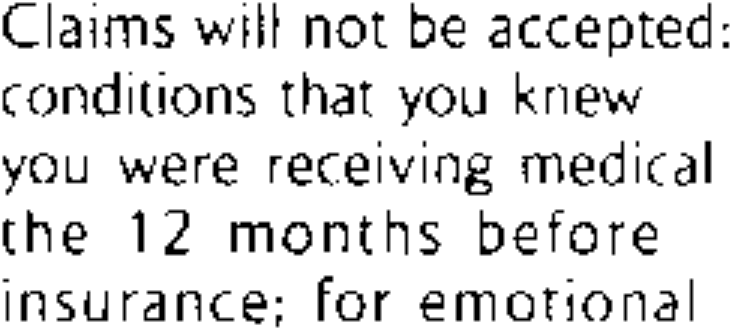 Claims will not be accepted:
conditions that you knew
you were receiving medical
the 12 months before
insurance; for emotional